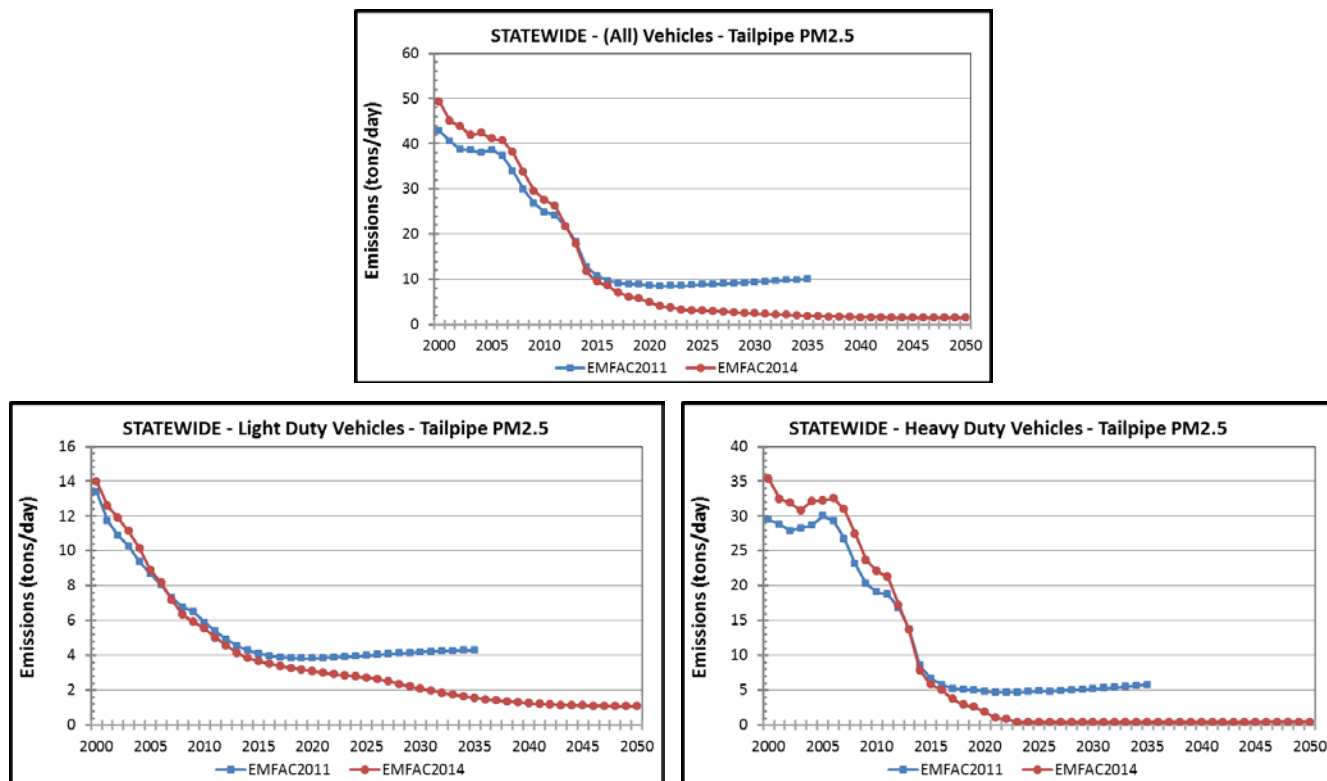 STATEWIDE - (All) Vehicles - Tailpipe PM2.5
Emissions (tons/day)
60
50
40
30
20
10
0
2000 2005 2010 2015 2020 2025 2030 2035 2040 2045 2050
EMFAC2011 EMFAC2014
STATEWIDE - Light Duty Vehicles - Tailpipe PM2.5
Emissions (tons/day)
16
14
12
10
8
6
4
2
0
2000 2005 2010 2015 2020 2025 2030 2035 2040 2045 2050
EMFAC2011 EMFAC2014
STATEWIDE - Heavy Duty Vehicles - Tailpipe PM2.5
Emissions (tons/day)
40
35
30
25
20
15
10
5
0
2000 2005 2010 2015 2020 2025 2030 2035 2040 2045 2050
EMFAC2011 EMFAC2014